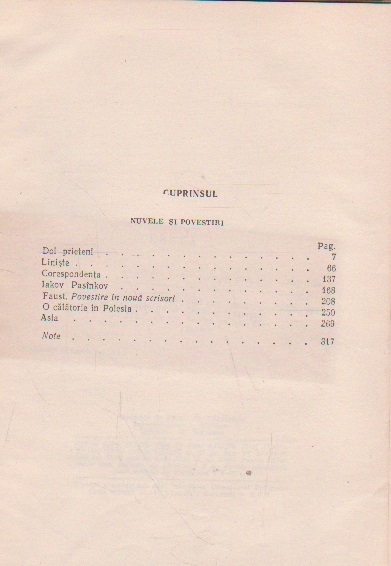 CUPRINSUL
NUVELE ȘI POVESTIRI
Pag.
Doi prieteni . . . . . . . . . . . . . 7
Liniște . . . . . . . . . . . . . . 66
Corespondența . . . . . . . . . . . . 137
Iakov Pasînkov . . . . . . . . . . . . 168
Faust. Povestire în nouă scrisori . . . . . . . . 208
O călătorie în Polesia . . . . . . . . . . . 250
Asia . . . . . . . . . . . . . . 269
Note . . . . . . . . . . . . . . 317